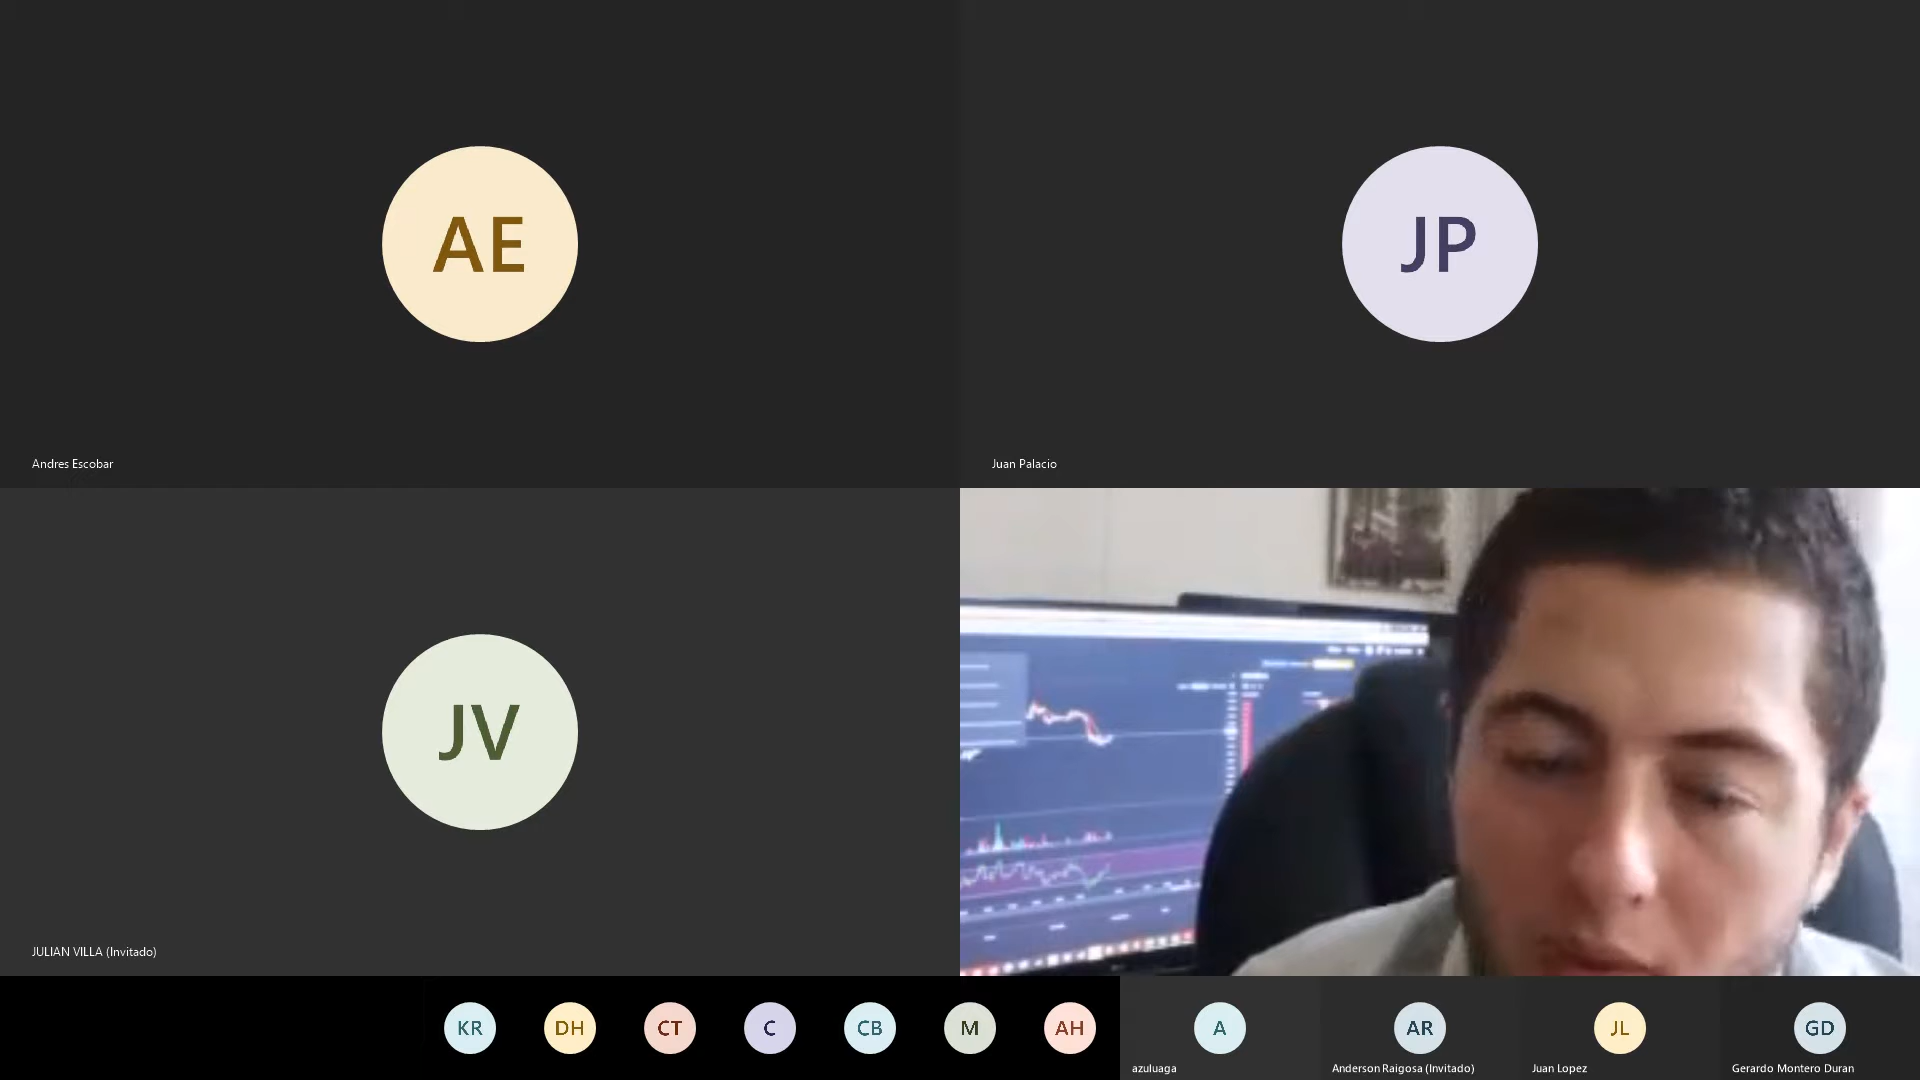 AE
Andres Escobar
JP
Juan Palacio
JV
JULIAN VILLA (Invitado)
KR
DH
CT
C
CB
M
AH
A
azuluaga
AR
Anderson Raigosa (Invitado)
JL
Juan Lopez
GD
Gerardo Montero Duran